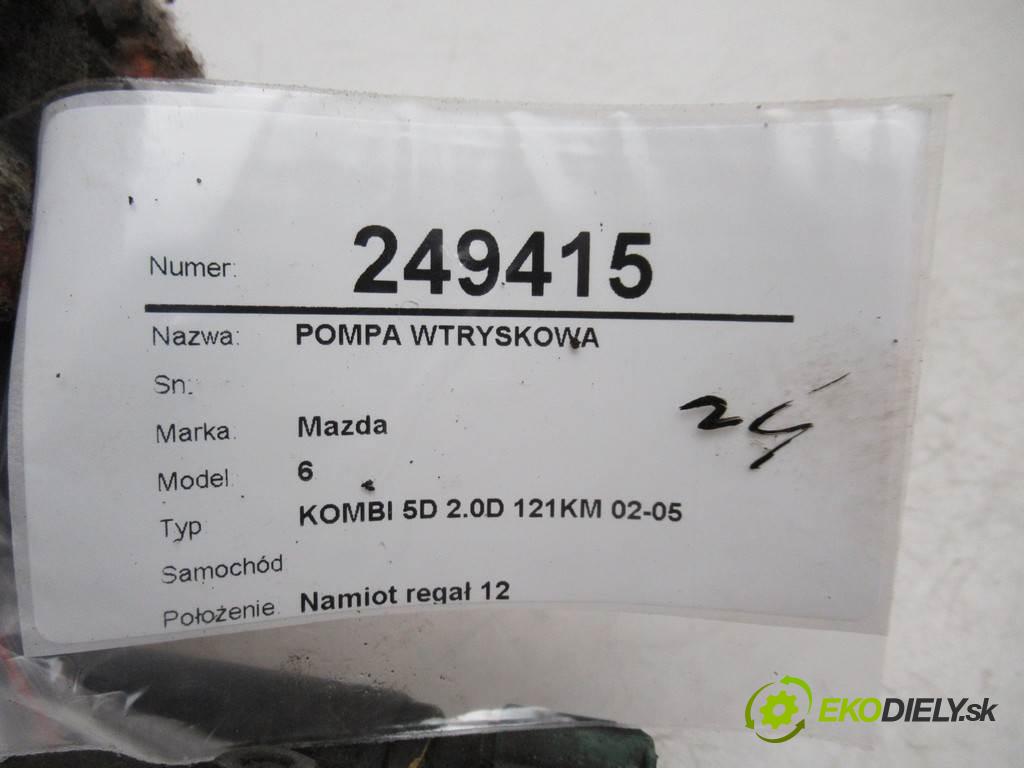 Numer: 249415
Nazwa: POMPA WTRYSKOWA
Sn.:
Marka. Mazda
Model 6
Typ KOMBI 5D 2.0D 121KM 02-05
Samochód
Położenie. Namiot regał 12
EKODIELY.sk